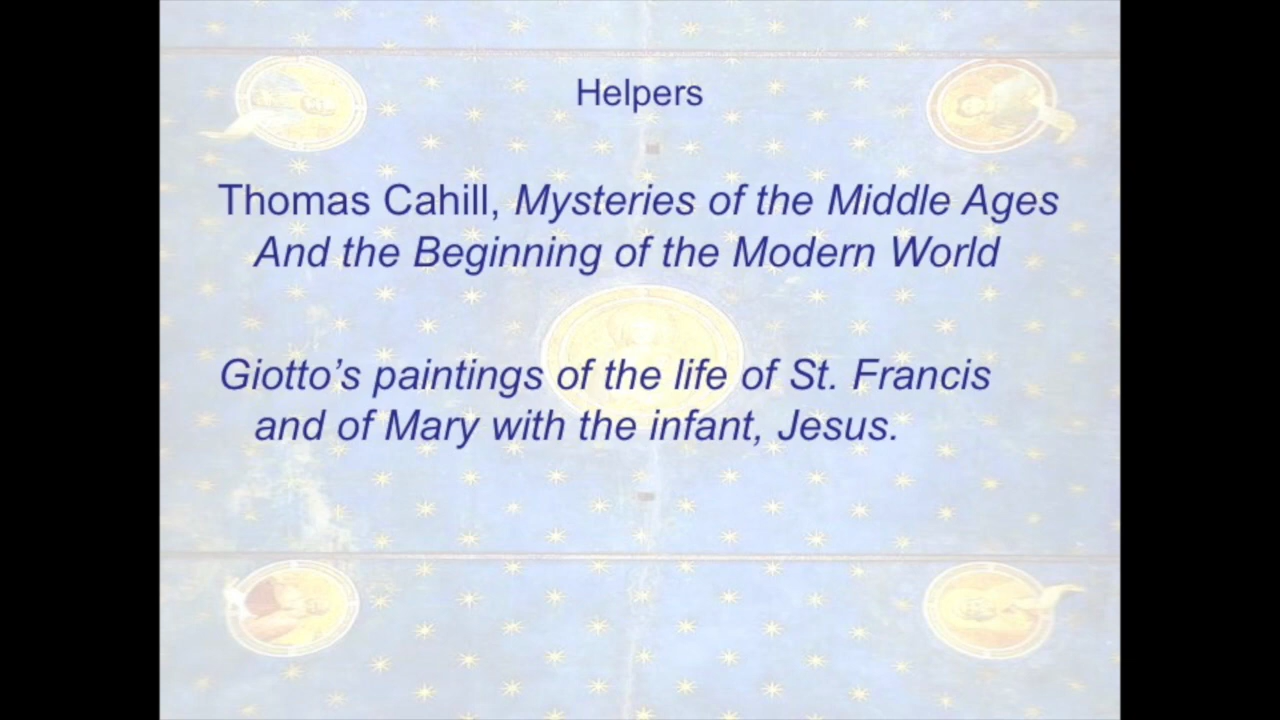 Helpers
Thomas Cahill, Mysteries of the Middle Ages
And the Beginning of the Modern World
Giotto’s paintings of the life of St. Francis
and of Mary with the infant, Jesus.